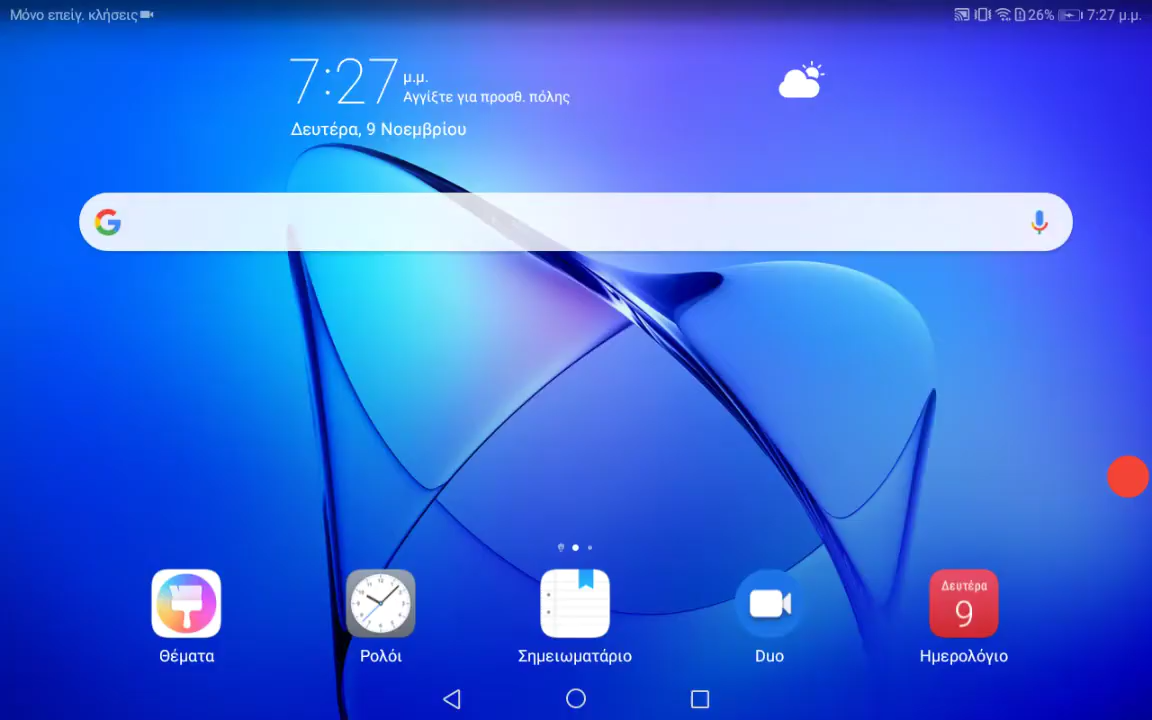 Μόνο επείγ. κλήσεις
26% 7:27 μ.μ.
7:27 μ.μ.
Αγγίξτε για προσθ. πόλης
Δευτέρα, 9 Νοεμβρίου
G
Δευτέρα
9
Θέματα
Ρολόι
Σημειωματάριο
Duo
Ημερολόγιο